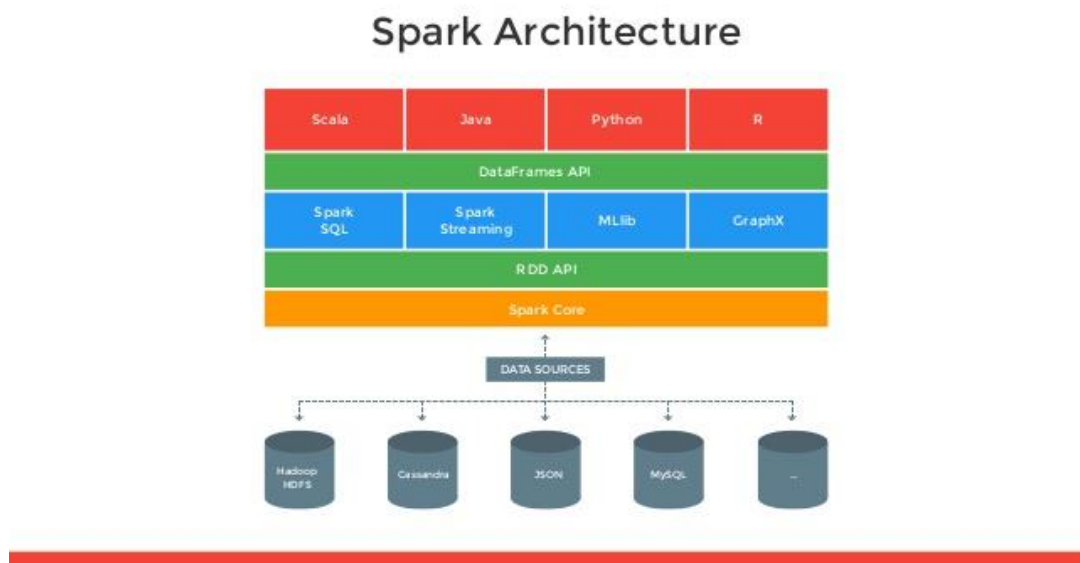 Spark Architecture
Scala
Java
Python
R
DataFrames API
Spark
SQL
Spark
Streaming
MLlib
GraphX
RDD API
Spark Core
DATA SOURCES
Hadoop
HDFS
Cassandra
JSON
MySQL
...